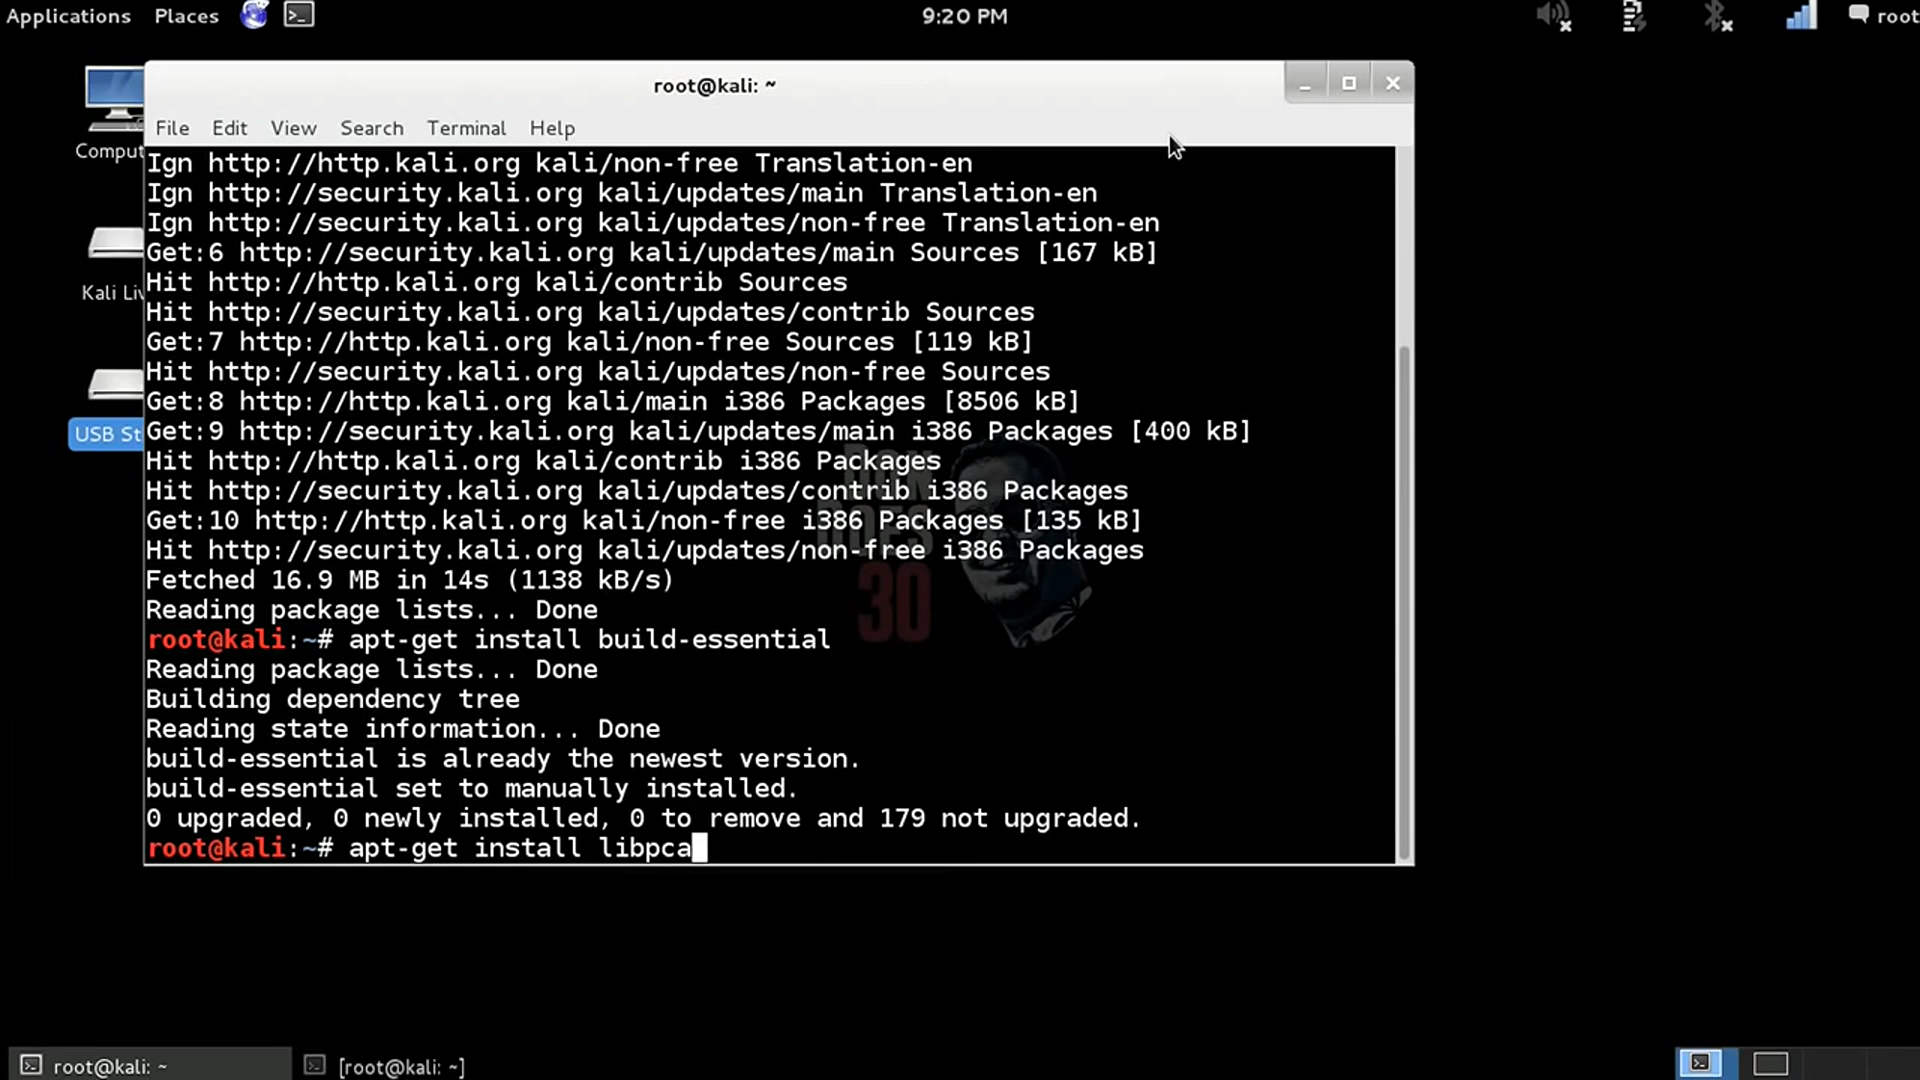 Applications Places 9:20 PM root
root@kali: ~
File Edit View Search Terminal Help
Comput
Kali Liv
USB St
Ign http://http.kali.org kali/non-free Translation-en
Ign http://security.kali.org kali/updates/main Translation-en
Ign http://security.kali.org kali/updates/non-free Translation-en
Get:6 http://security.kali.org kali/updates/main Sources [167 kB]
Hit http://http.kali.org kali/contrib Sources
Hit http://security.kali.org kali/updates/contrib Sources
Get:7 http://http.kali.org kali/non-free Sources [119 kB]
Hit http://security.kali.org kali/updates/non-free Sources
Get:8 http://http.kali.org kali/main i386 Packages [8506 kB]
Get:9 http://security.kali.org kali/updates/main i386 Packages [400 kB]
Hit http://http.kali.org kali/contrib i386 Packages
Hit http://security.kali.org kali/updates/contrib i386 Packages
Get:10 http://http.kali.org kali/non-free i386 Packages [135 kB]
Hit http://security.kali.org kali/updates/non-free i386 Packages
Fetched 16.9 MB in 14s (1138 kB/s)
Reading package lists... Done
root@kali:~# apt-get install build-essential
Reading package lists... Done
Building dependency tree
Reading state information... Done
build-essential is already the newest version.
build-essential set to manually installed.
0 upgraded, 0 newly installed, 0 to remove and 179 not upgraded.
root@kali:~# apt-get install libpca
DON
DOES
30
root@kali: ~ [root@kali: ~]